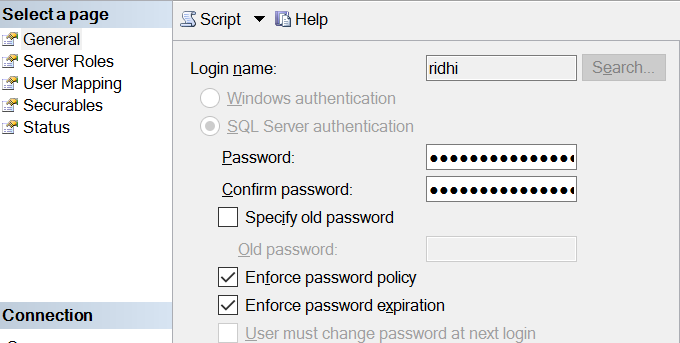 Select a page
General
Server Roles
User Mapping
Securables
Status
Connection
Script
Help
Login name:
ridhi
Search...
Windows authentication
SQL Server authentication
Password:
●●●●●●●●●●●●●●●
Confirm password:
●●●●●●●●●●●●●●●
Specify old password
Old password:
Enforce password policy
Enforce password expiration
User must change password at next login